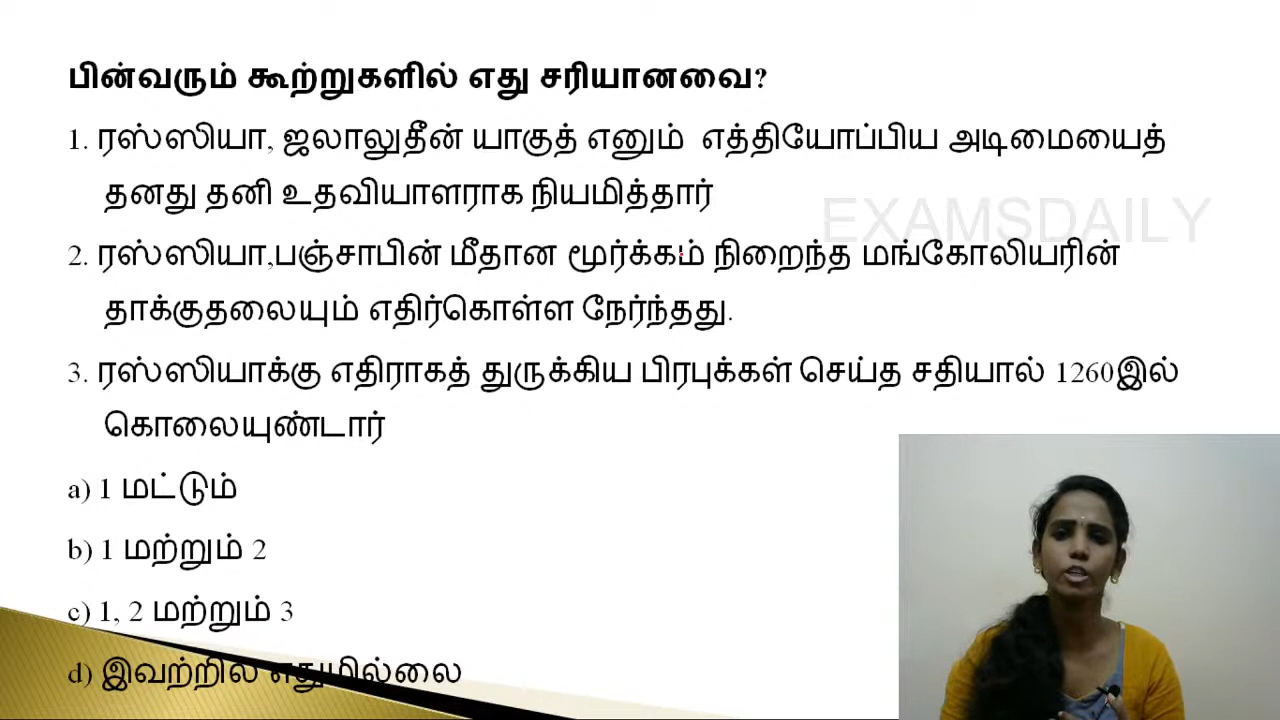 பின்வரும் கூற்றுகளில் எது சரியானவை?
1. ரஸ்ஸியா, ஜலாலுதீன் யாகுத் எனும் எத்தியோப்பிய அடிமையைத்
தனது தனி உதவியாளராக நியமித்தார்
EXAMSDAILY
2. ரஸ்ஸியா,பஞ்சாபின் மீதான மூர்க்கம் நிறைந்த மங்கோலியரின்
தாக்குதலையும் எதிர்கொள்ள நேர்ந்தது.
3. ரஸ்ஸியாக்கு எதிராகத் துருக்கிய பிரபுக்கள் செய்த சதியால் 1260இல்
கொலையுண்டார்
a) 1 மட்டும்
b) 1 மற்றும் 2
c) 1, 2 மற்றும் 3
d) இவற்றில் எதுமில்லை